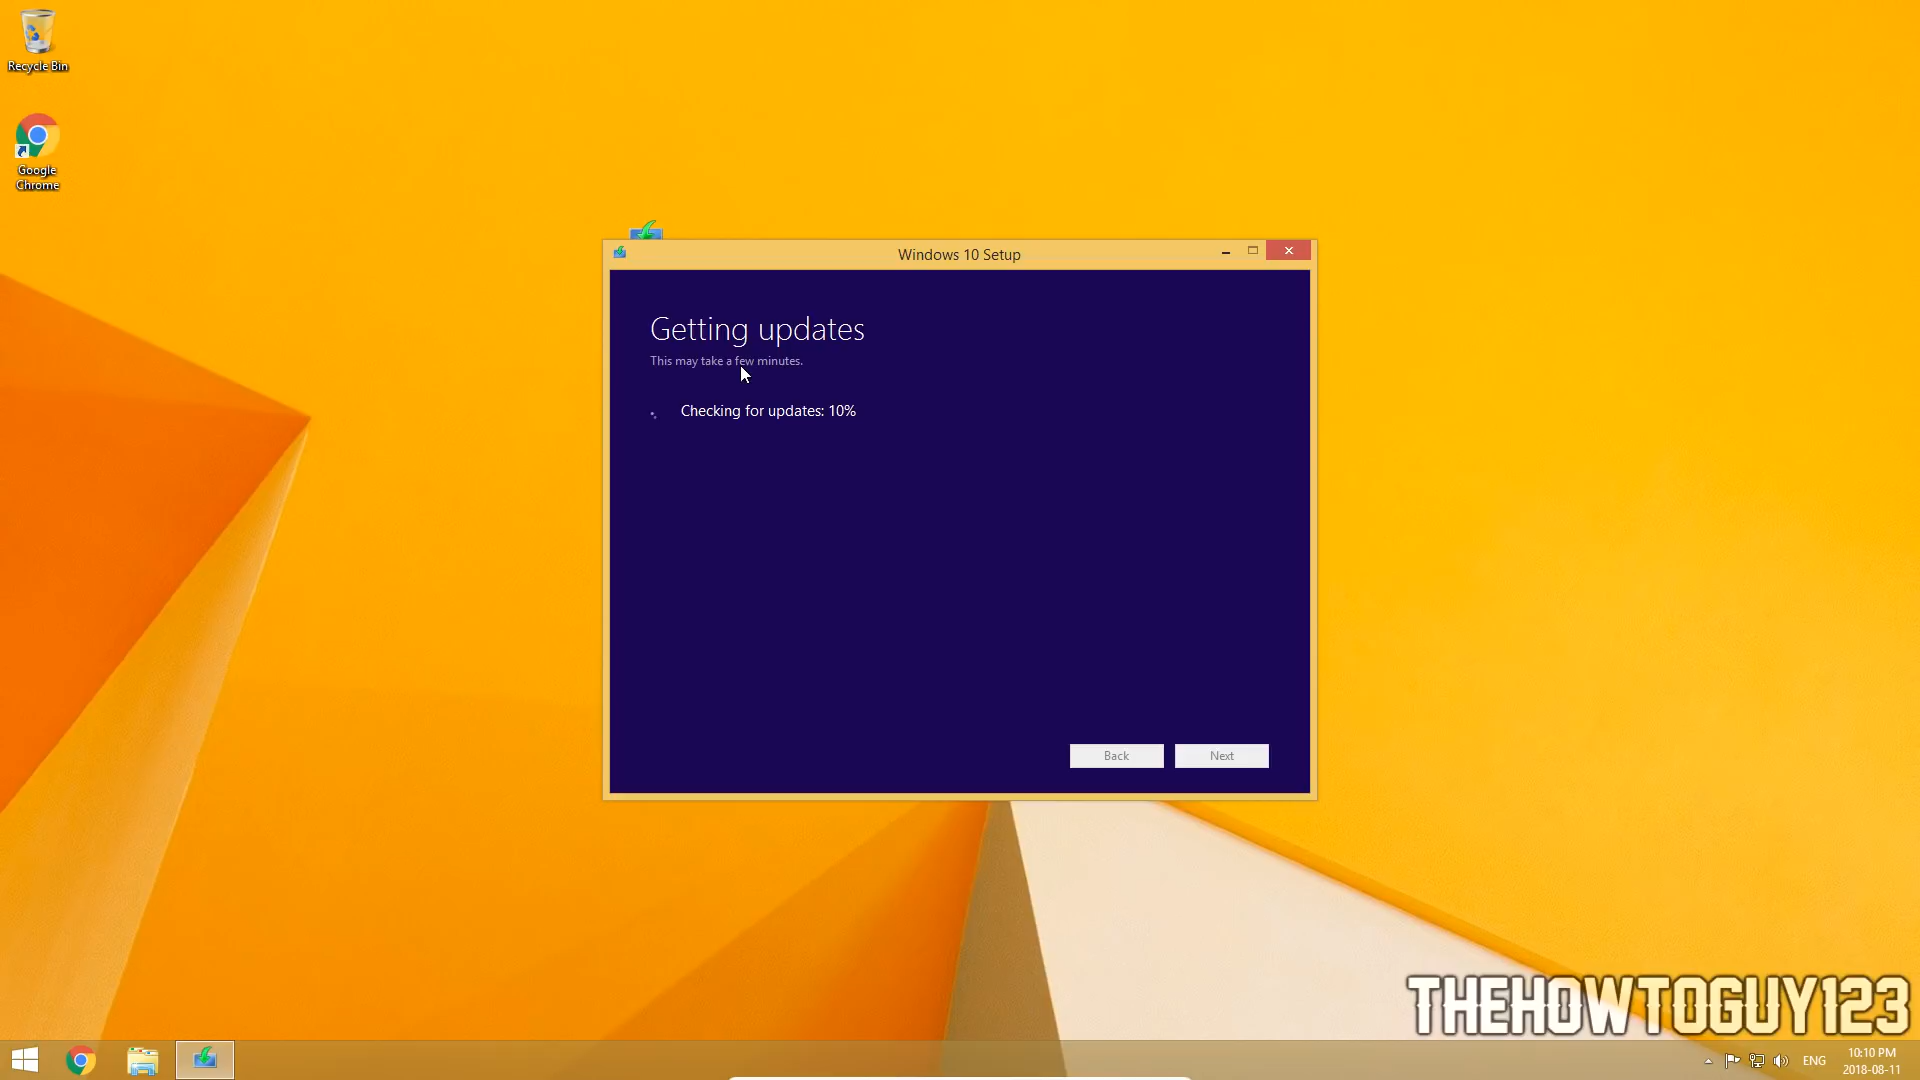 Recycle Bin
Google
Chrome
Windows 10 Setup
Getting updates
This may take a few minutes.
Checking for updates: 10%
Back
Next
THEHOWTOGUY123
ENG
10:10 PM
2018-08-11